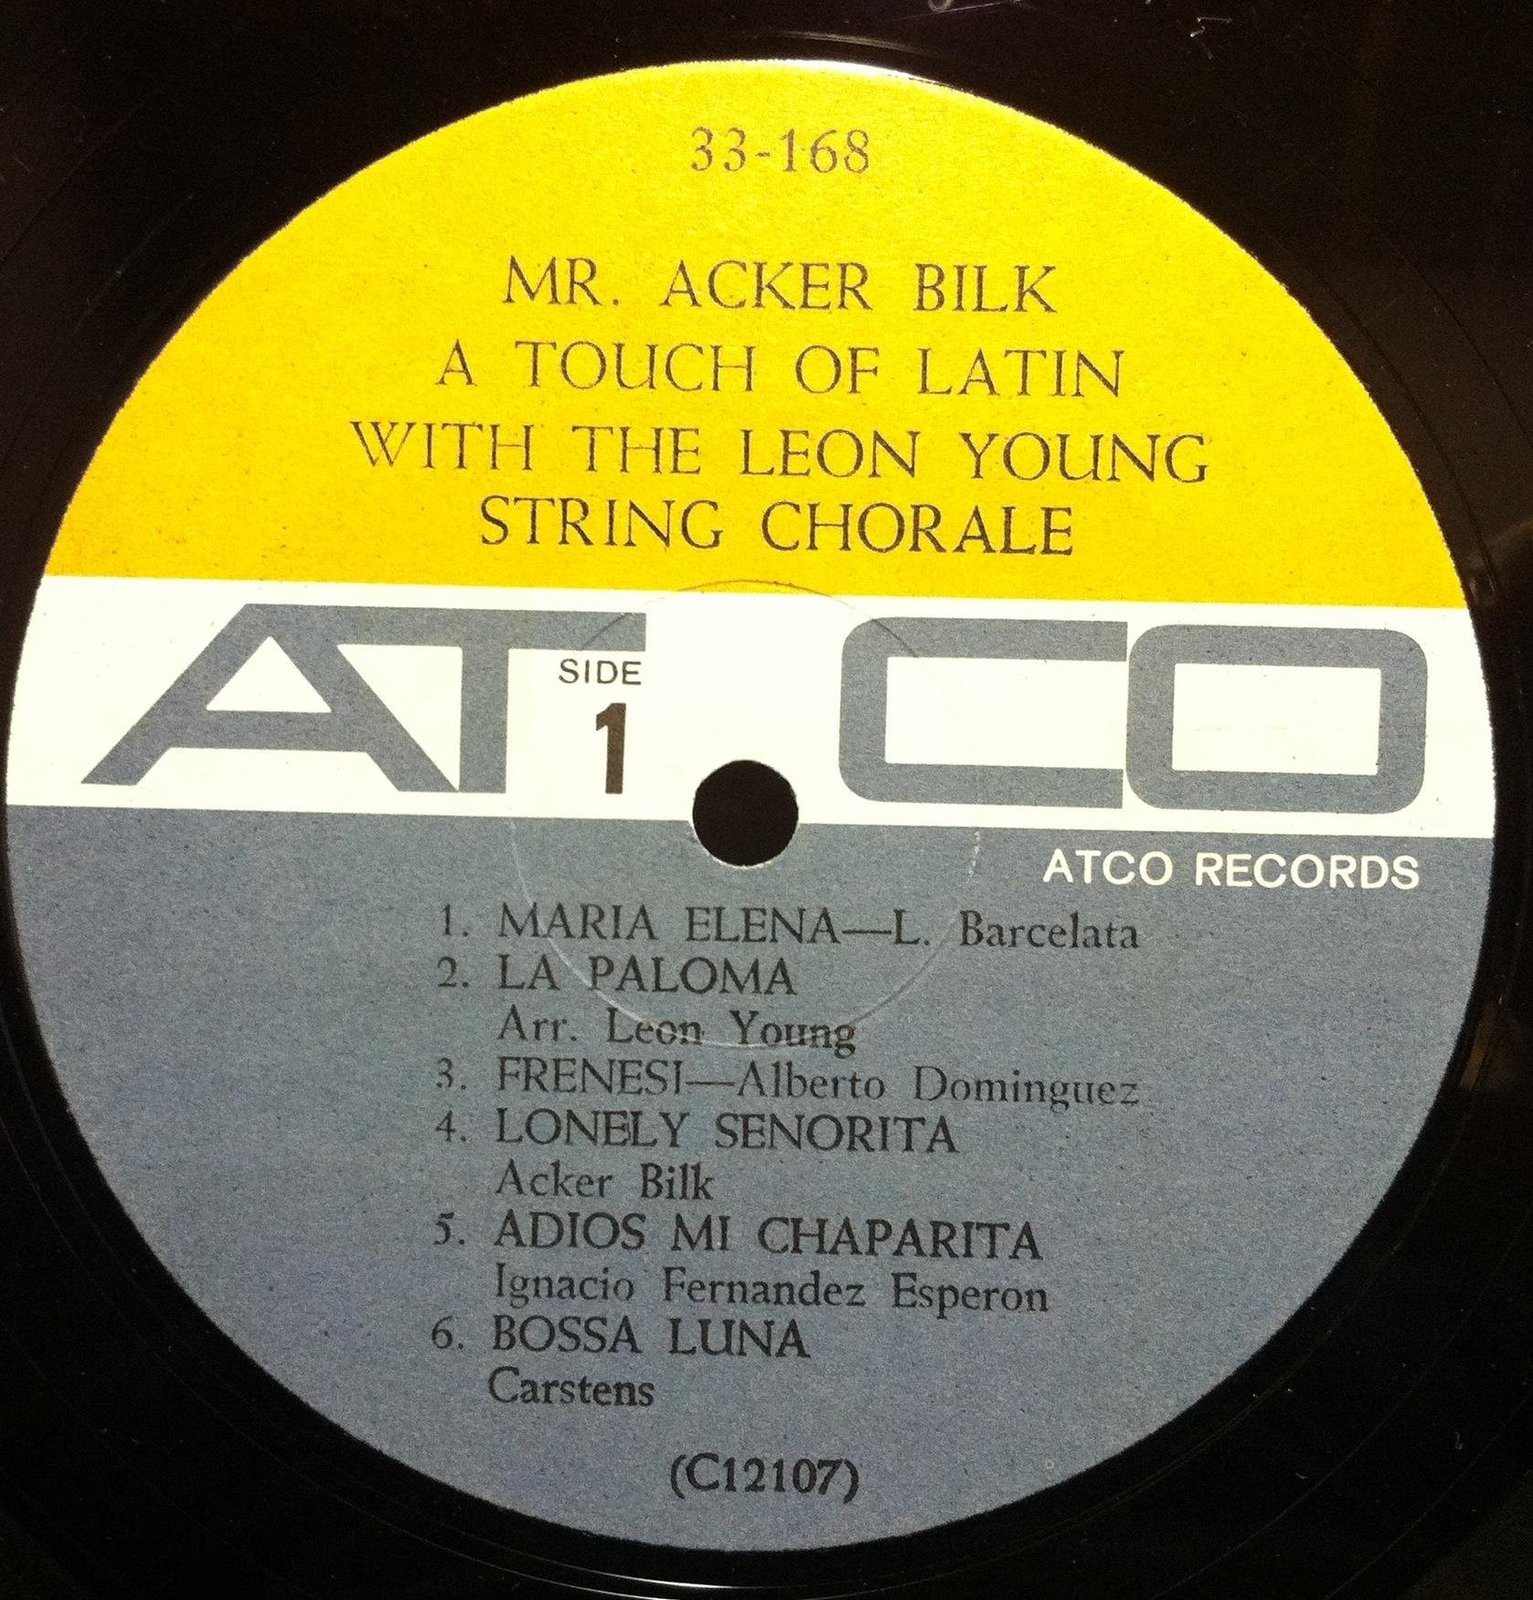 33-168
MR. ACKER BILK
A TOUCH OF LATIN
WITH THE LEON YOUNG
STRING CHORALE
ATCO
SIDE
1
ATCO RECORDS
1. MARIA ELENA—L. Barcelata
2. LA PALOMA
Arr. Leon Young
3. FRENESI—Alberto Dominguez
4. LONELY SENORITA
Acker Bilk
5. ADIOS MI CHAPARITA
Ignacio Fernandez Esperon
6. BOSSA LUNA
Carstens
(C12107)